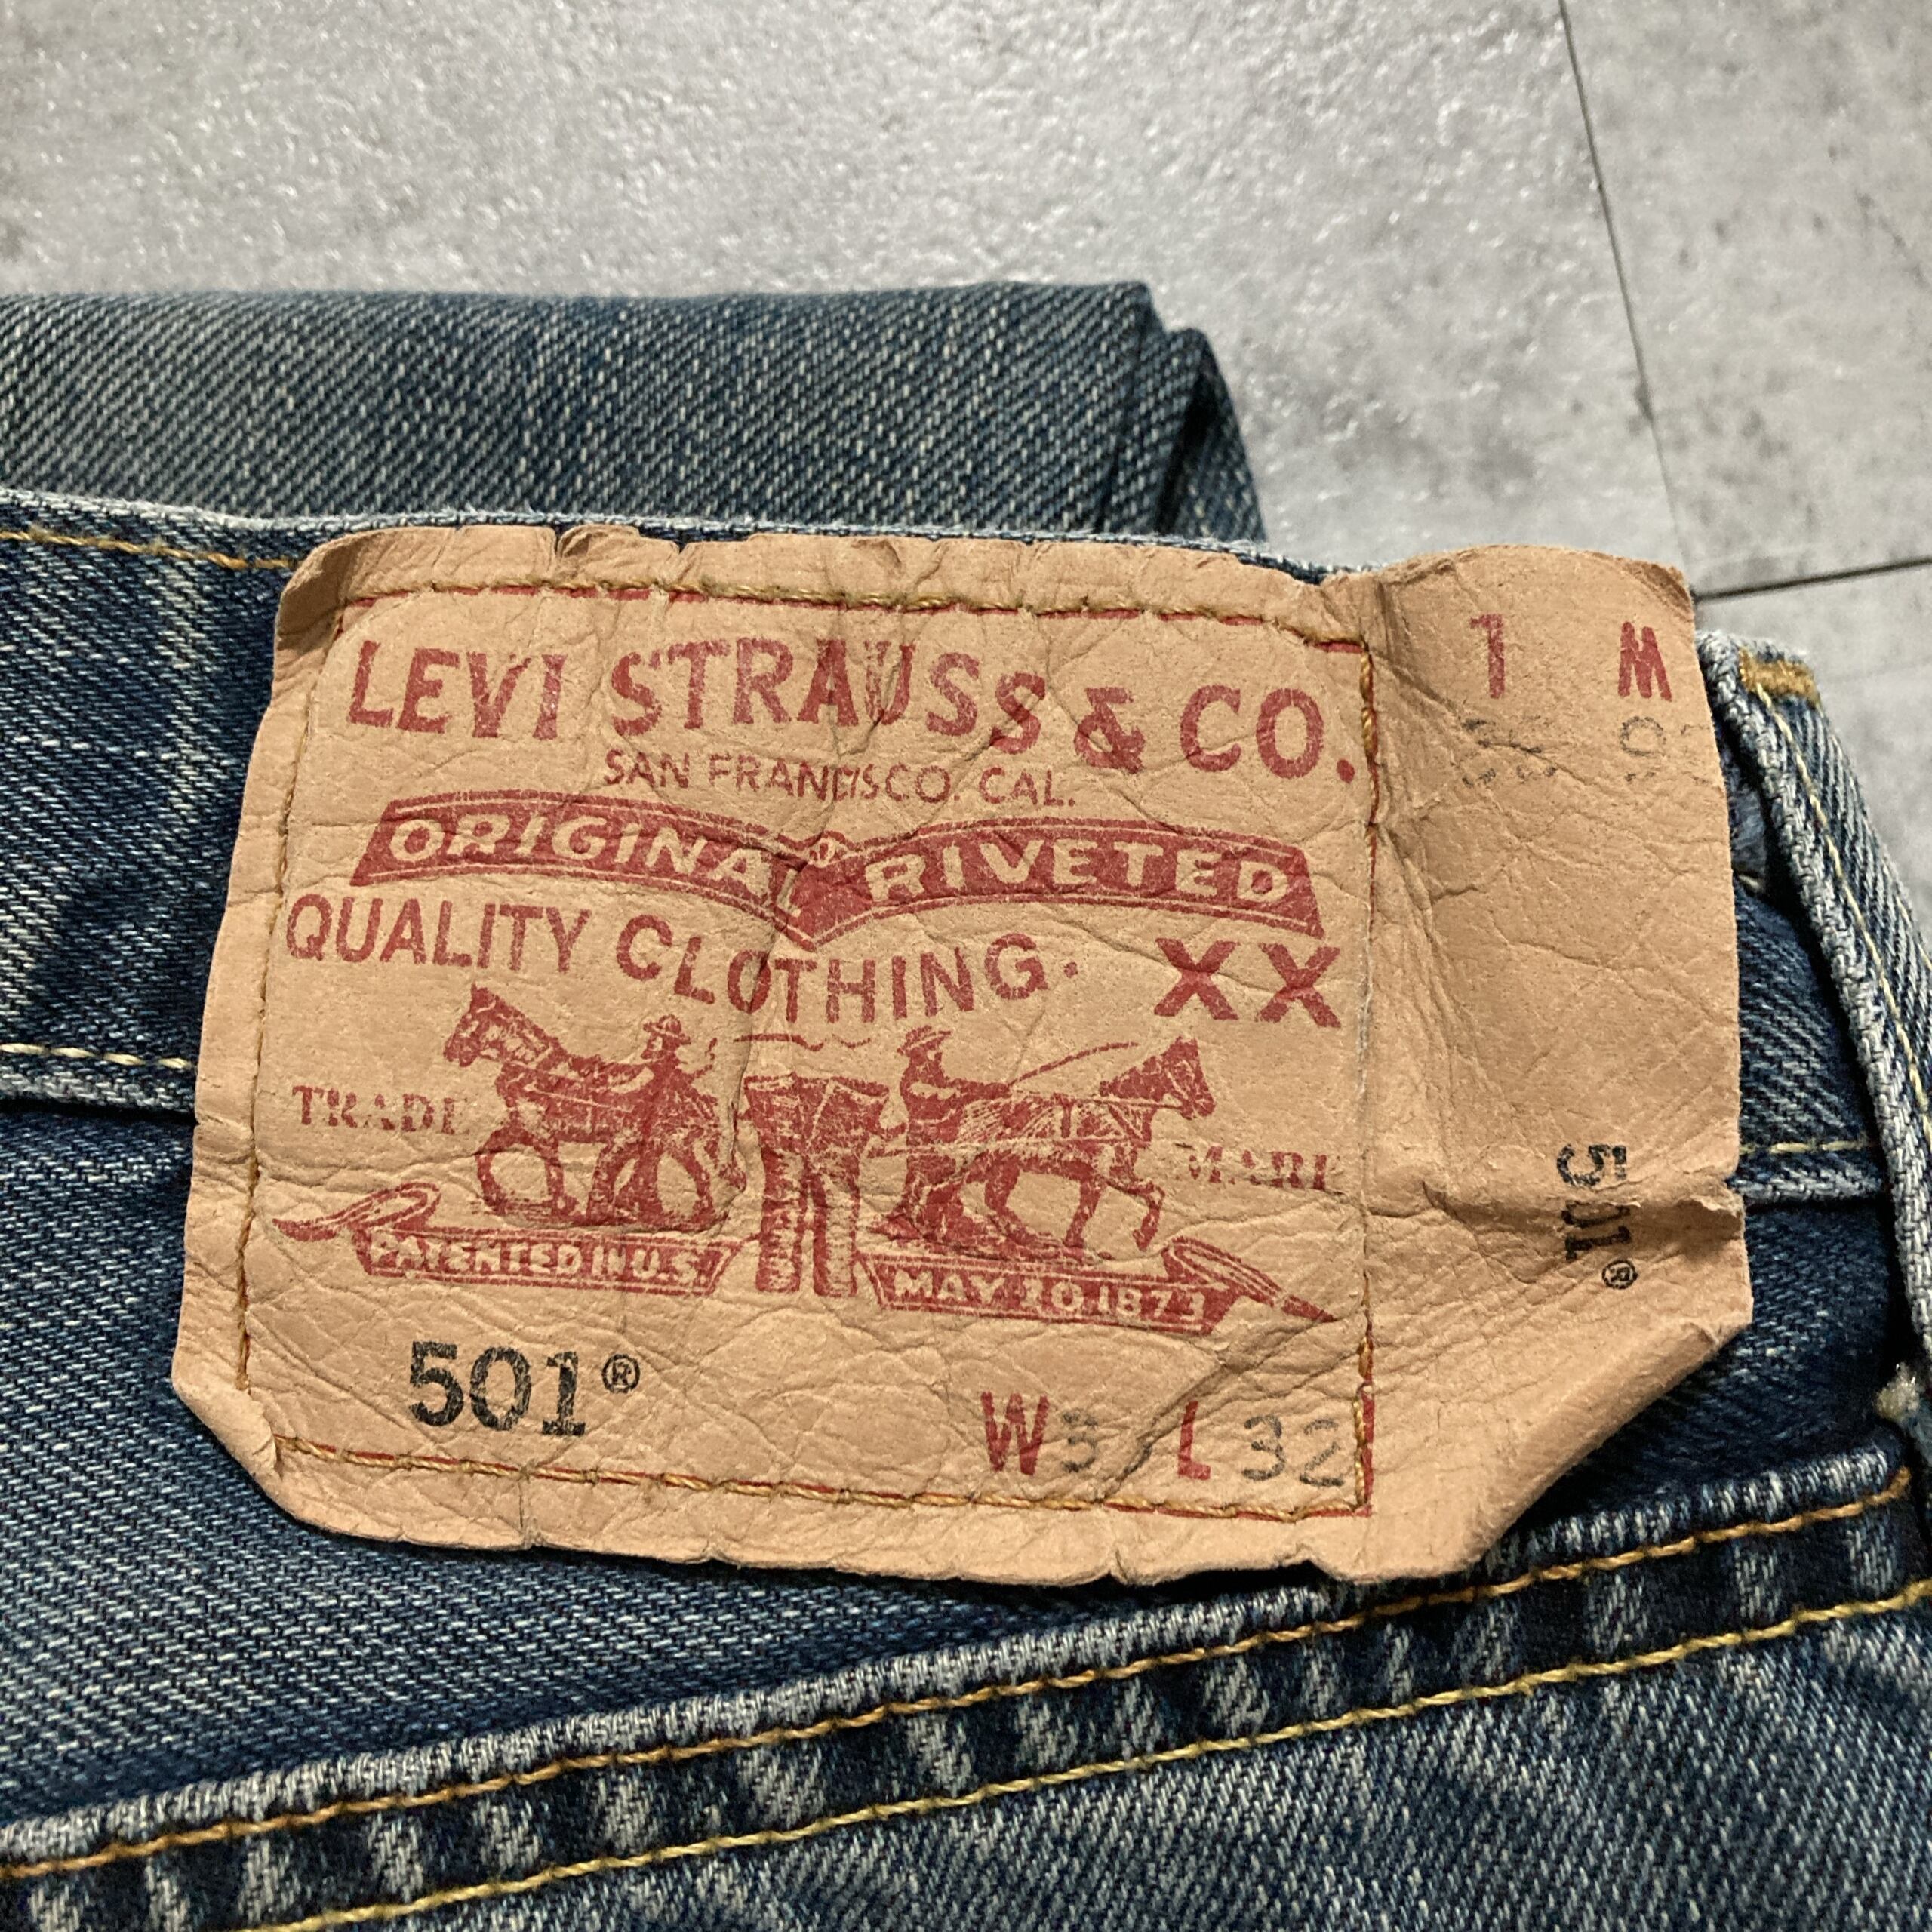 LEVI STRAUSS & CO.
SAN FRANCISCO. CAL.
ORIGINAL RIVETED
QUALITY CLOTHING. XX
TRADE MARK
PATENTED IN U.S. MAY 20.1873
501®
W L 32
1 M
501®